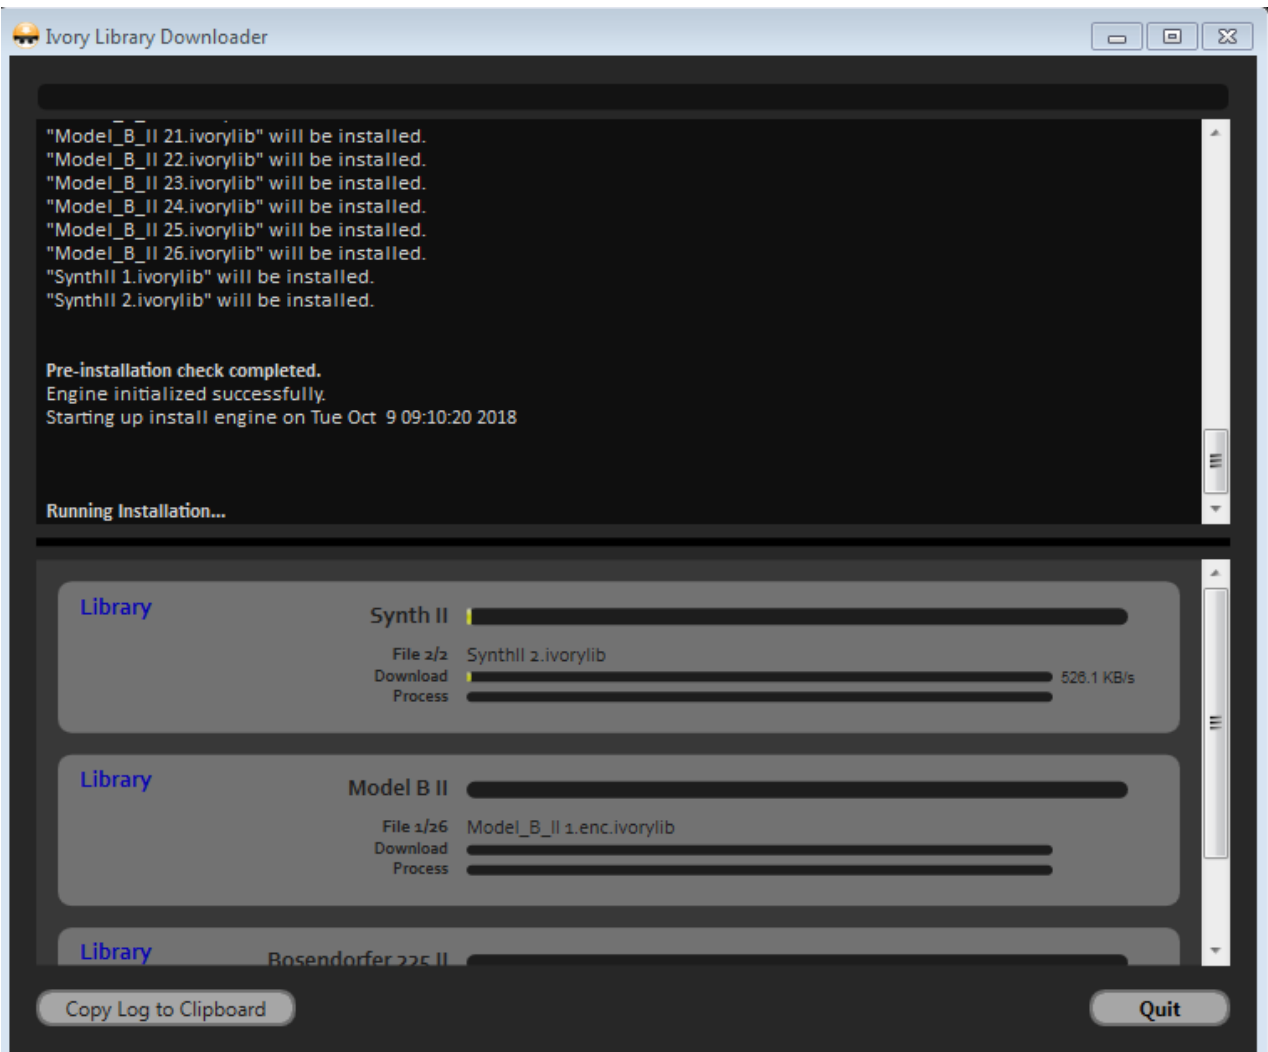 Ivory Library Downloader
"Model_B_II 21.ivorylib" will be installed.
"Model_B_II 22.ivorylib" will be installed.
"Model_B_II 23.ivorylib" will be installed.
"Model_B_II 24.ivorylib" will be installed.
"Model_B_II 25.ivorylib" will be installed.
"Model_B_II 26.ivorylib" will be installed.
"SynthII 1.ivorylib" will be installed.
"SynthII 2.ivorylib" will be installed.
Pre-installation check completed.
Engine initialized successfully.
Starting up install engine on Tue Oct  9 09:10:20 2018
Running Installation...
Library
Synth II
File 2/2 SynthII 2.ivorylib
Download 526.1 KB/s
Process
Library
Model B II
File 1/26 Model_B_II 1.enc.ivorylib
Download
Process
Library
Bosendorfer 225 II
Copy Log to Clipboard
Quit